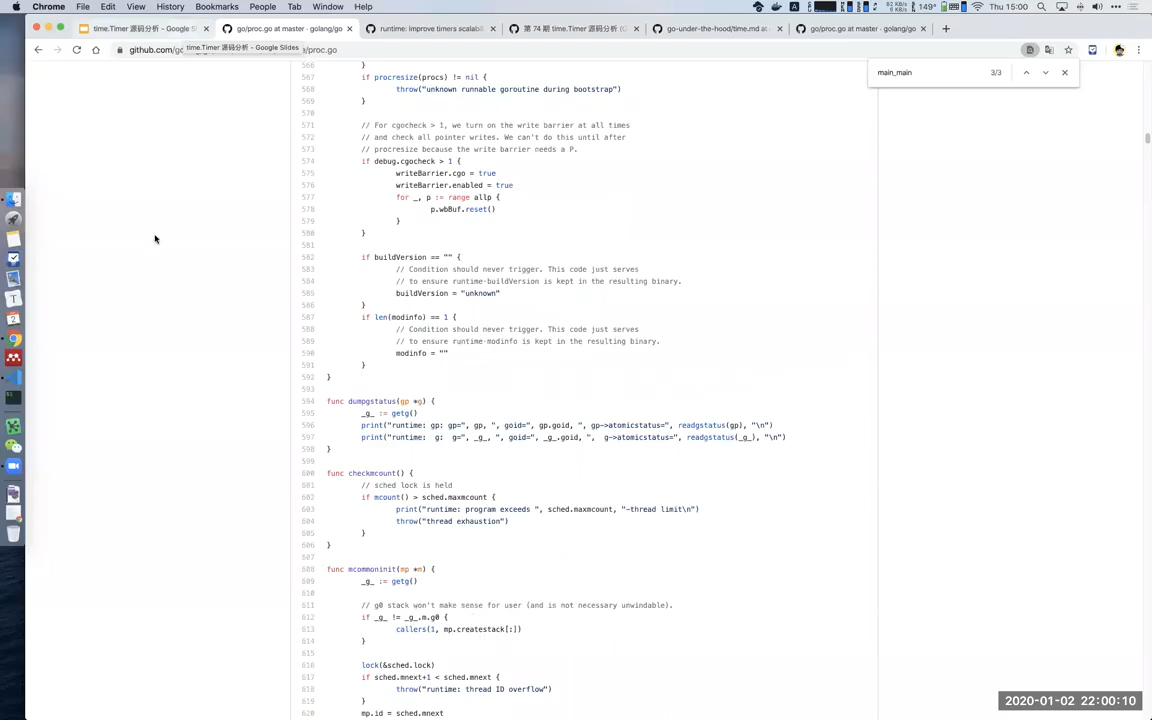 Chrome File Edit View History Bookmarks People Tab Window Help
149° Thu 15:00
time.Timer 源码分析 - Google S
go/proc.go at master · golang/go
runtime: improve timers scalab
第 74 期 time.Timer 源码分析 (
go-under-the-hood/time.md at
go/proc.go at master · golang/go
github.com/go
proc.go
time.Timer 源码分析 - Google Slides
main_main 3/3
566 }
567 if procresize(procs) != nil {
568 throw("unknown runnable goroutine during bootstrap")
569 }
570
571 // For cgocheck > 1, we turn on the write barrier at all times
572 // and check all pointer writes. We can't do this until after
573 // procresize because the write barrier needs a P.
574 if debug.cgocheck > 1 {
575 writeBarrier.cgo = true
576 writeBarrier.enabled = true
577 for _, p := range allp {
578 p.wbBuf.reset()
579 }
580 }
581
582 if buildVersion == "" {
583 // Condition should never trigger. This code just serves
584 // to ensure runtime·buildVersion is kept in the resulting binary.
585 buildVersion = "unknown"
586 }
587 if len(modinfo) == 1 {
588 // Condition should never trigger. This code just serves
589 // to ensure runtime·modinfo is kept in the resulting binary.
590 modinfo = ""
591 }
592 }
593
594 func dumpgstatus(gp *g) {
595 _g_ := getg()
596 print("runtime: gp: gp=", gp, ", goid=", gp.goid, ", gp->atomicstatus=", readgstatus(gp), "\n")
597 print("runtime:  g:  g=", _g_, ", goid=", _g_.goid, ",  g->atomicstatus=", readgstatus(_g_), "\n")
598 }
599
600 func checkmcount() {
601 // sched lock is held
602 if mcount() > sched.maxmcount {
603 print("runtime: program exceeds ", sched.maxmcount, "-thread limit\n")
604 throw("thread exhaustion")
605 }
606 }
607
608 func mcommoninit(mp *m) {
609 _g_ := getg()
610
611 // g0 stack won't make sense for user (and is not necessary unwindable).
612 if _g_ != _g_.m.g0 {
613 callers(1, mp.createstack[:])
614 }
615
616 lock(&sched.lock)
617 if sched.mnext+1 < sched.mnext {
618 throw("runtime: thread ID overflow")
619 }
620 mp.id = sched.mnext
2020-01-02 22:00:10